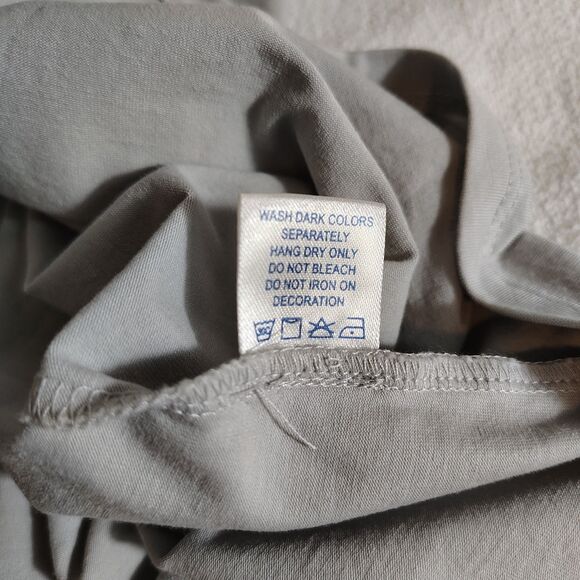 WASH DARK COLORS
SEPARATELY
HANG DRY ONLY
DO NOT BLEACH
DO NOT IRON ON
DECORATION